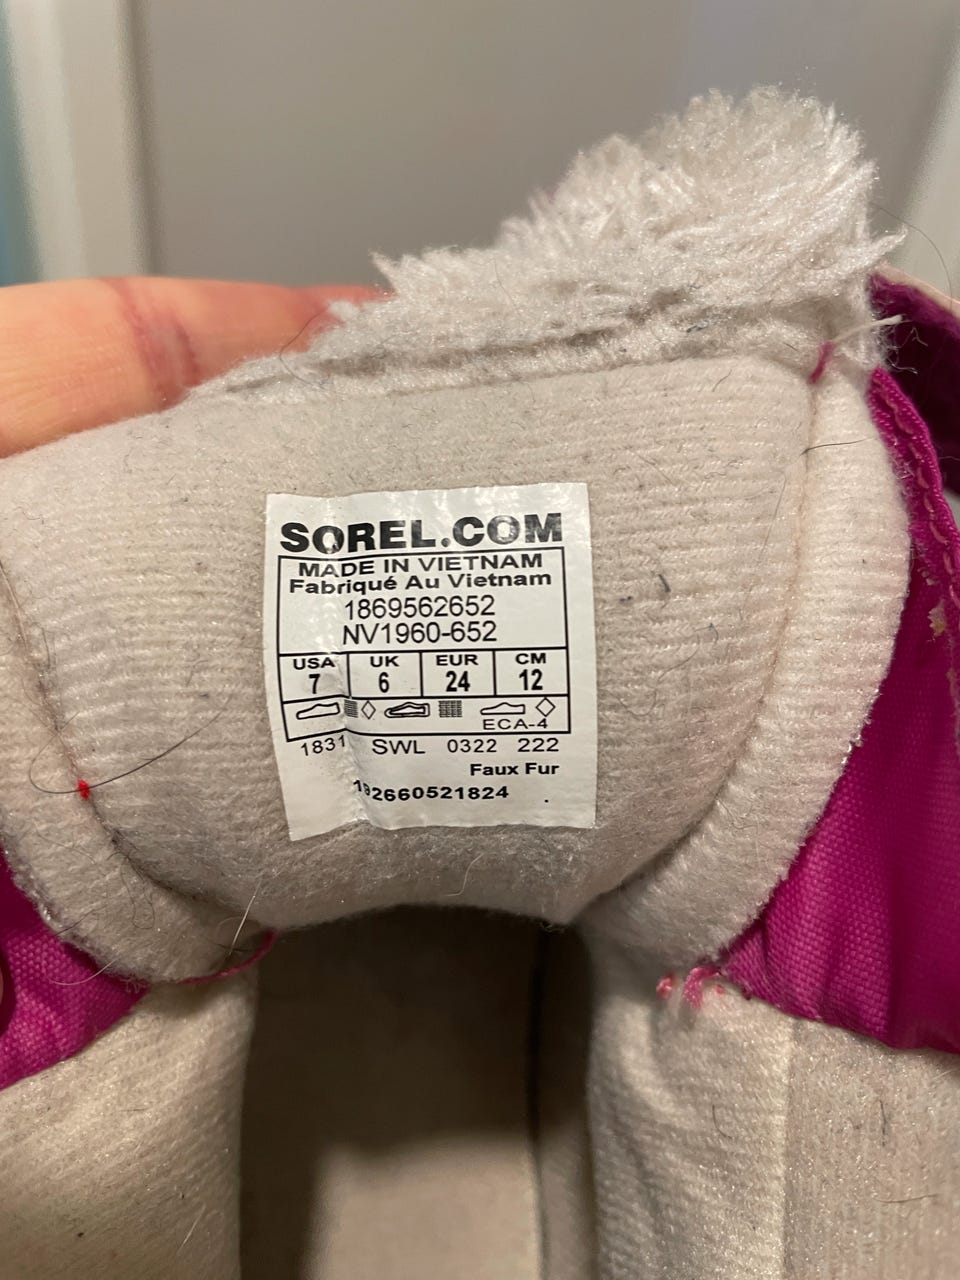 SOREL.COM
MADE IN VIETNAM
Fabriqué Au Vietnam
1869562652
NV1960-652
USA UK EUR CM
7 6 24 12
ECA-4
1831 SWL 0322 222
Faux Fur
192660521824